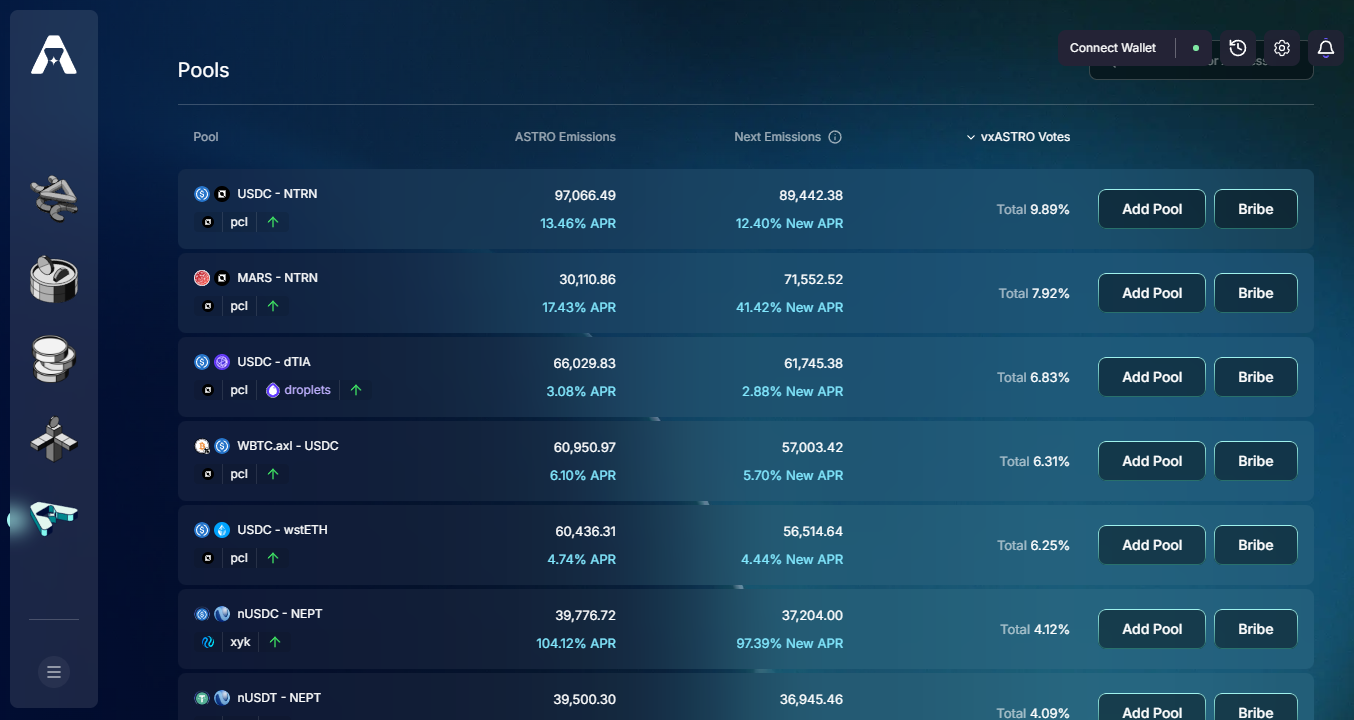 Connect Wallet
Pools
Pool ASTRO Emissions Next Emissions vxASTRO Votes
USDC - NTRN 97,066.49 89,442.38 Total 9.89% Add Pool Bribe
pcl 13.46% APR 12.40% New APR
MARS - NTRN 30,110.86 71,552.52 Total 7.92% Add Pool Bribe
pcl 17.43% APR 41.42% New APR
USDC - dTIA 66,029.83 61,745.38 Total 6.83% Add Pool Bribe
pcl droplets 3.08% APR 2.88% New APR
WBTC.axl - USDC 60,950.97 57,003.42 Total 6.31% Add Pool Bribe
pcl 6.10% APR 5.70% New APR
USDC - wstETH 60,436.31 56,514.64 Total 6.25% Add Pool Bribe
pcl 4.74% APR 4.44% New APR
nUSDC - NEPT 39,776.72 37,204.00 Total 4.12% Add Pool Bribe
xyk 104.12% APR 97.39% New APR
nUSDT - NEPT 39,500.30 36,945.46 Total 4.09% Add Pool Bribe